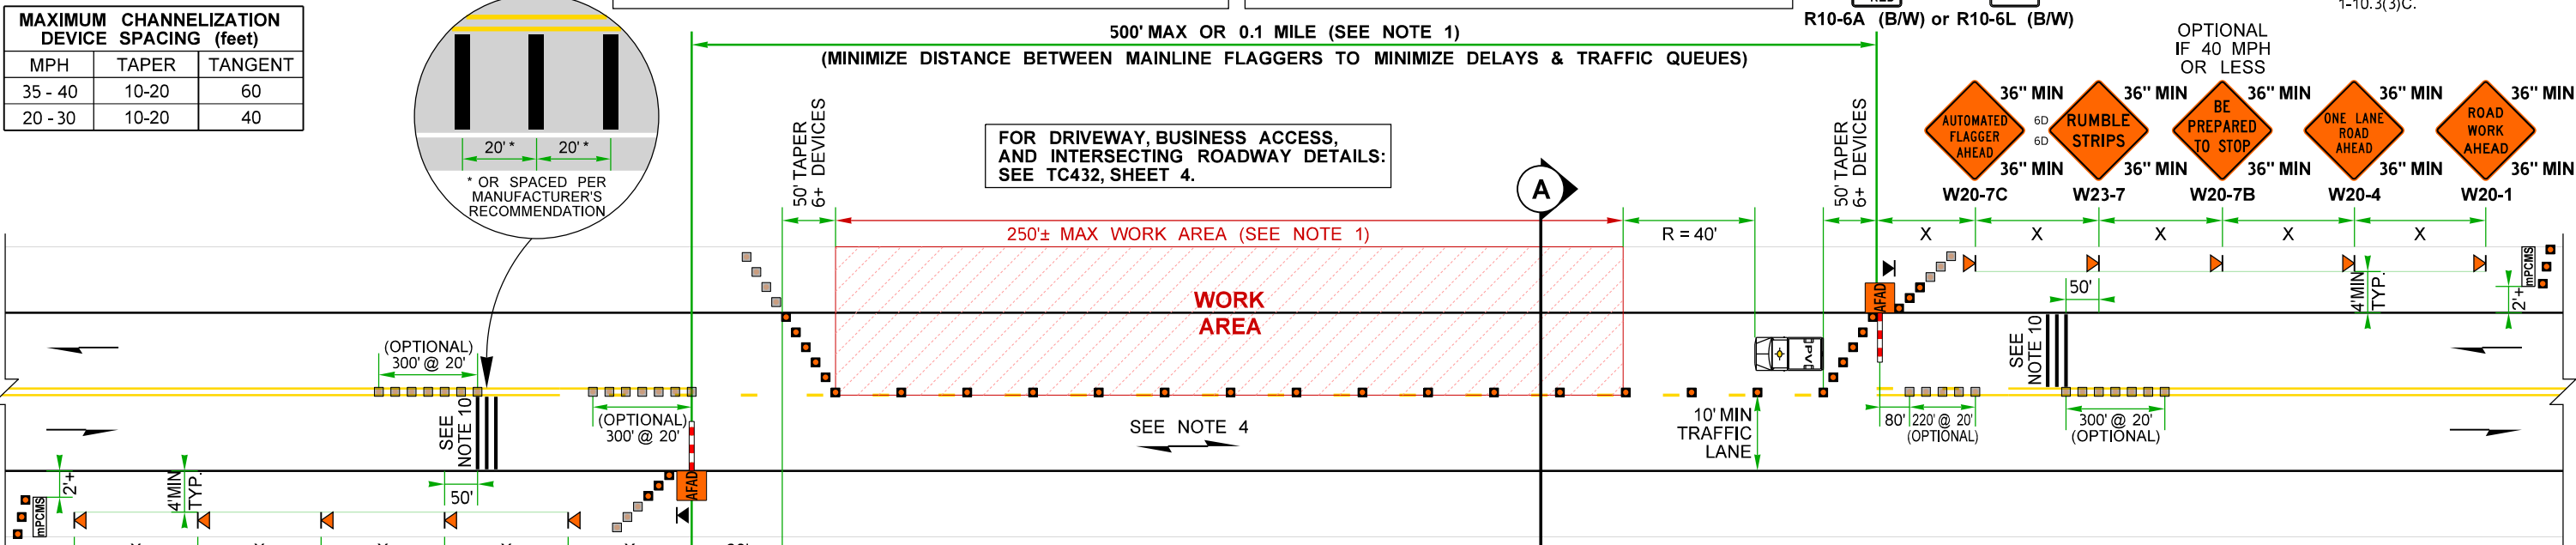 MAXIMUM CHANNELIZATION
DEVICE SPACING (feet)
MPH TAPER TANGENT
35 - 40 10-20 60
20 - 30 10-20 40
20' * 20' *
* OR SPACED PER
MANUFACTURER'S
RECOMMENDATION
500' MAX OR 0.1 MILE (SEE NOTE 1)
(MINIMIZE DISTANCE BETWEEN MAINLINE FLAGGERS TO MINIMIZE DELAYS & TRAFFIC QUEUES)
R10-6A (B/W) or R10-6L (B/W)
1-10.3(3)C.
OPTIONAL
IF 40 MPH
OR LESS
50' TAPER
6+ DEVICES
FOR DRIVEWAY, BUSINESS ACCESS,
AND INTERSECTING ROADWAY DETAILS:
SEE TC432, SHEET 4.
A
50' TAPER
6+ DEVICES
AUTOMATED
FLAGGER
AHEAD
36" MIN
6D
6D
36" MIN
W20-7C
RUMBLE
STRIPS
36" MIN
36" MIN
W23-7
BE
PREPARED
TO STOP
36" MIN
36" MIN
W20-7B
ONE LANE
ROAD
AHEAD
36" MIN
36" MIN
W20-4
ROAD
WORK
AHEAD
36" MIN
36" MIN
W20-1
250'± MAX WORK AREA (SEE NOTE 1)
R = 40'
X X X X X
WORK
AREA
AFAD
50'
4'MIN
TYP.
2'+
mPCMS
(OPTIONAL)
300' @ 20'
SEE
NOTE 10
(OPTIONAL)
300' @ 20'
SEE NOTE 4
10' MIN
TRAFFIC
LANE
PV
80' 220' @ 20'
(OPTIONAL)
SEE
NOTE 10
300' @ 20'
(OPTIONAL)
mPCMS
2'+
4'MIN
TYP.
50'
AFAD